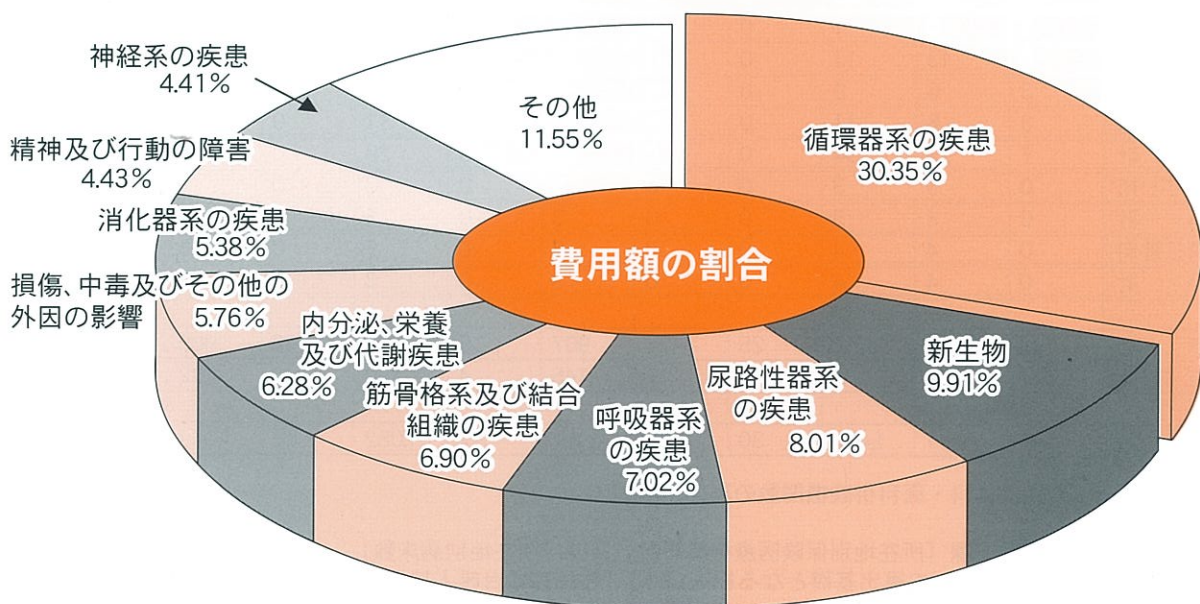 費用額の割合
循環器系の疾患
30.35%
新生物
9.91%
尿路性器系
の疾患
8.01%
呼吸器系
の疾患
7.02%
筋骨格系及び結合
組織の疾患
6.90%
内分泌、栄養
及び代謝疾患
6.28%
損傷、中毒及びその他の
外因の影響
5.76%
消化器系の疾患
5.38%
精神及び行動の障害
4.43%
神経系の疾患
4.41%
その他
11.55%